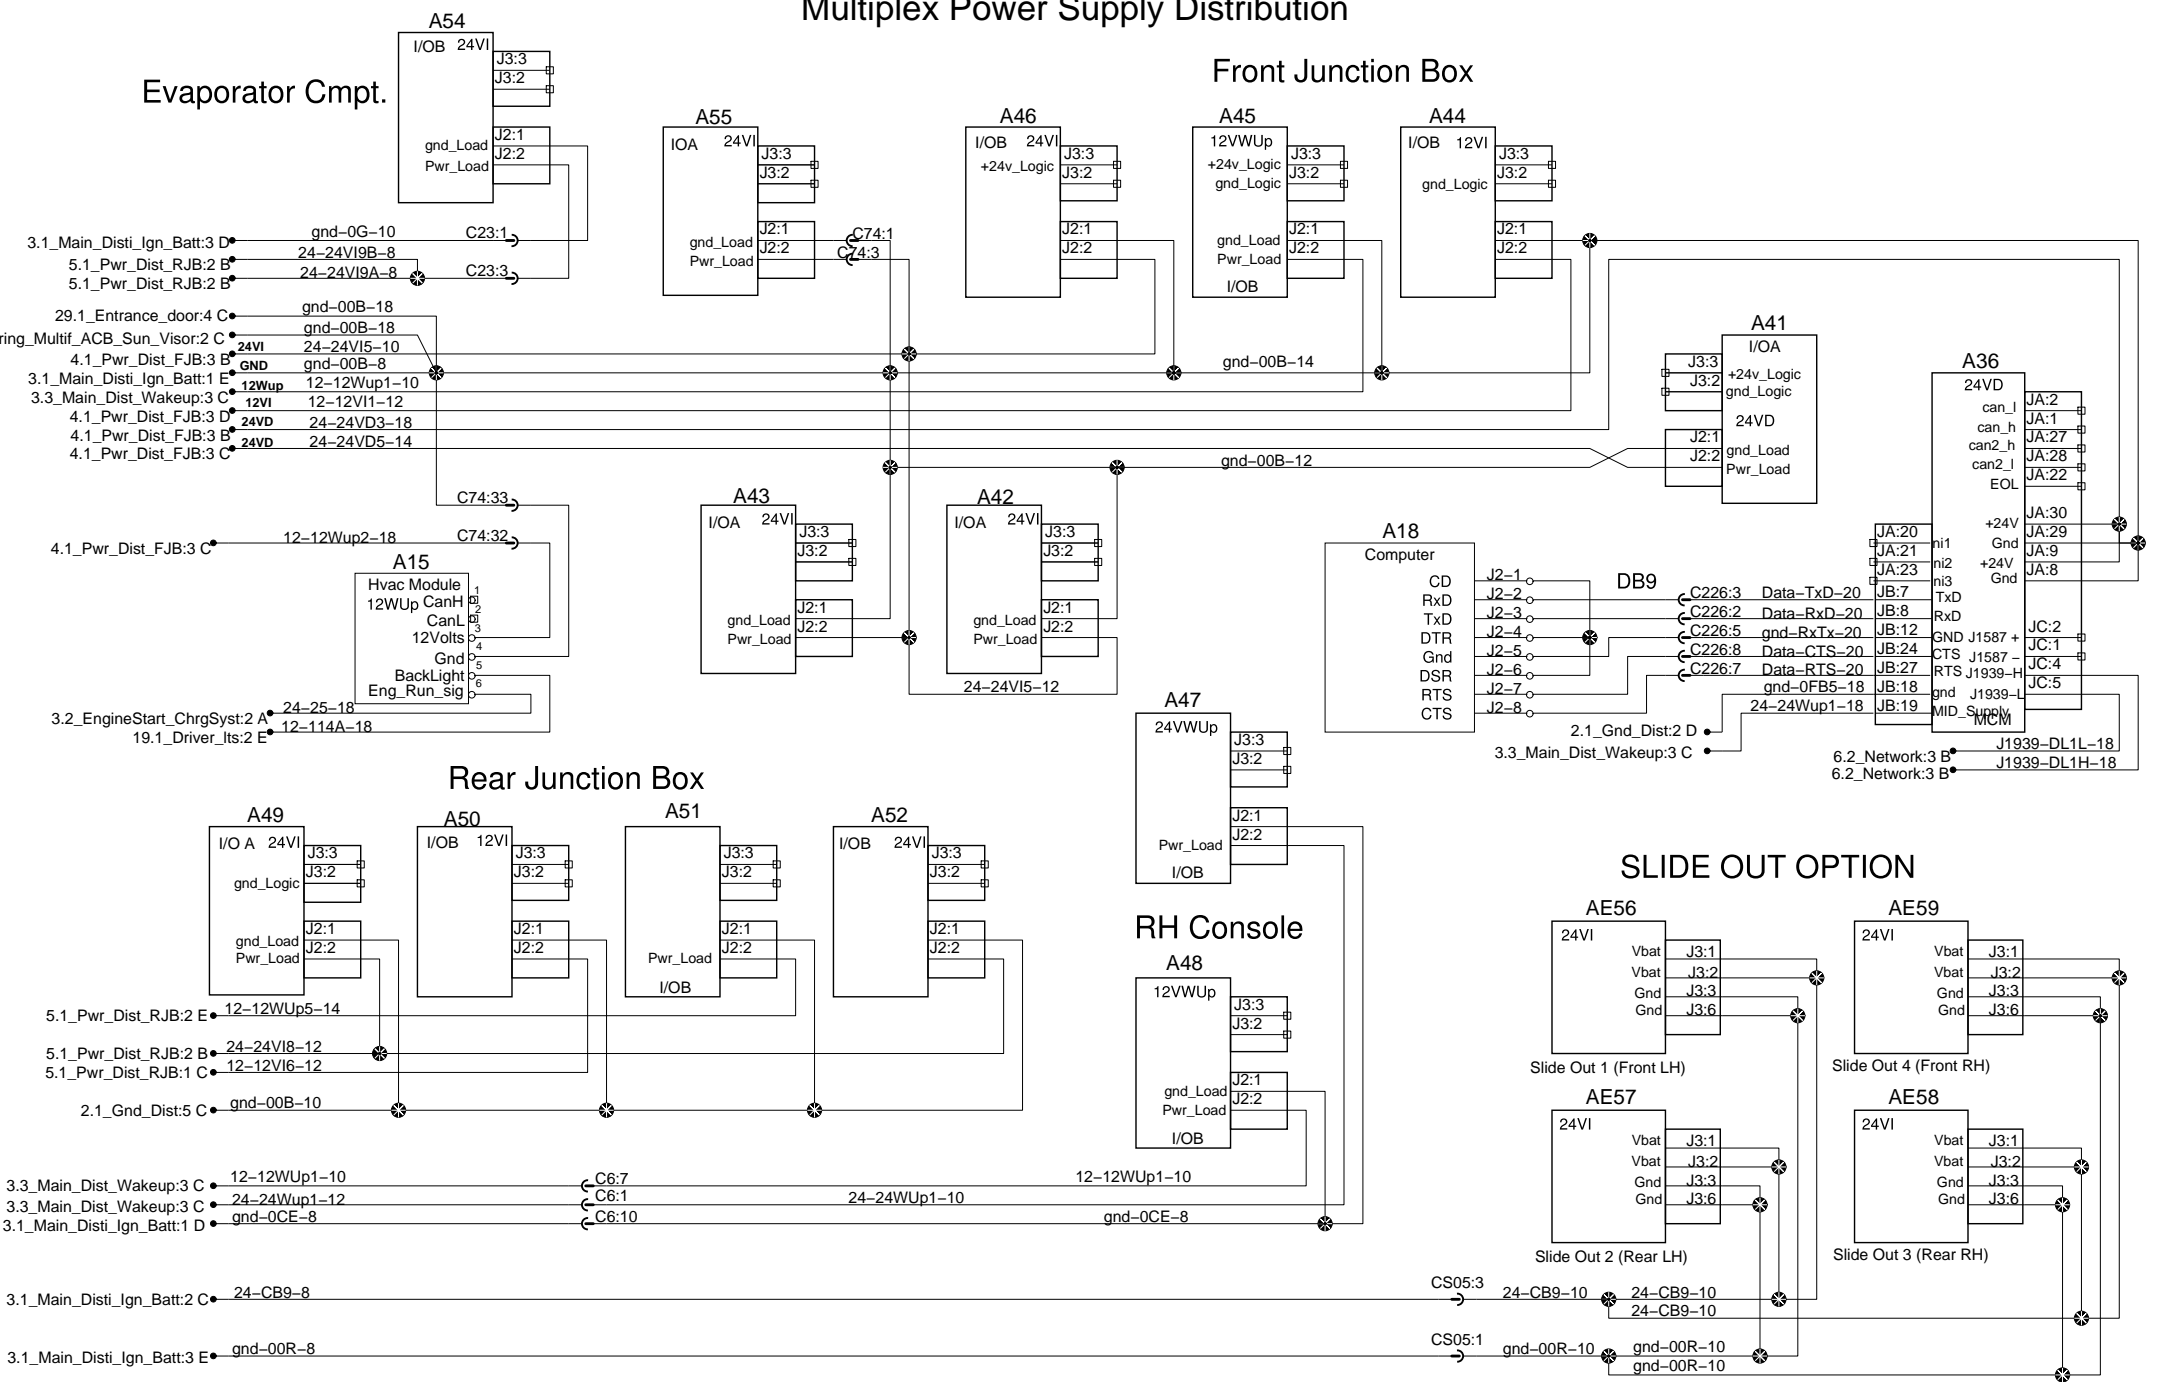 Multiplex Power Supply Distribution
Evaporator Cmpt.
A54
I/OB 24VI
J3:3
J3:2
J2:1
gnd_Load
J2:2
Pwr_Load
Front Junction Box
A55
IOA 24VI
J3:3
J3:2
J2:1
gnd_Load
J2:2
Pwr_Load
C74:1
C74:3
A46
I/OB 24VI
+24v_Logic
J3:3
J3:2
J2:1
J2:2
A45
12VWUp
+24v_Logic
gnd_Logic
J3:3
J3:2
J2:1
gnd_Load
J2:2
Pwr_Load
I/OB
A44
I/OB 12VI
gnd_Logic
J3:3
J3:2
J2:1
J2:2
3.1_Main_Disti_Ign_Batt:3 D gnd-0G-10 C23:1
5.1_Pwr_Dist_RJB:2 B 24-24VI9B-8
5.1_Pwr_Dist_RJB:2 B 24-24VI9A-8 C23:3
29.1_Entrance_door:4 C gnd-00B-18
ring_Multif_ACB_Sun_Visor:2 C gnd-00B-18
4.1_Pwr_Dist_FJB:3 B 24VI 24-24VI5-10
3.1_Main_Disti_Ign_Batt:1 E GND gnd-00B-8
3.3_Main_Dist_Wakeup:3 C 12Wup 12-12Wup1-10
4.1_Pwr_Dist_FJB:3 D 12VI 12-12VI1-12
4.1_Pwr_Dist_FJB:3 B 24VD 24-24VD3-18
4.1_Pwr_Dist_FJB:3 C 24VD 24-24VD5-14
gnd-00B-14
gnd-00B-12
A41
I/OA
J3:3
+24v_Logic
J3:2
gnd_Logic
24VD
J2:1
gnd_Load
J2:2
Pwr_Load
A36
24VD
can_l JA:2
can_h JA:1
can2_h JA:27
can2_l JA:28
EOL JA:22
+24V JA:30
Gnd JA:29
+24V JA:9
Gnd JA:8
JA:20 ni1
JA:21 ni2
JA:23 ni3
JB:7 TxD
JB:8 RxD
JB:12 GND
JB:24 CTS
JB:27 RTS
JB:18 gnd
JB:19 MID_Supply
J1587 + JC:2
J1587 - JC:1
J1939-H JC:4
J1939-L JC:5
MCM
C74:33
4.1_Pwr_Dist_FJB:3 C 12-12Wup2-18 C74:32
A15
Hvac Module
12WUp
CanH 1
CanL 2
12Volts 3
Gnd 4
BackLight 5
Eng_Run_sig 6
3.2_EngineStart_ChrgSyst:2 A 24-25-18
19.1_Driver_lts:2 E 12-114A-18
A43
I/OA 24VI
J3:3
J3:2
J2:1
gnd_Load
J2:2
Pwr_Load
A42
I/OA 24VI
J3:3
J3:2
J2:1
gnd_Load
J2:2
Pwr_Load
24-24VI5-12
A18
Computer
CD J2-1
RxD J2-2
TxD J2-3
DTR J2-4
Gnd J2-5
DSR J2-6
RTS J2-7
CTS J2-8
DB9
C226:3 Data-TxD-20
C226:2 Data-RxD-20
C226:5 gnd-RxTx-20
C226:8 Data-CTS-20
C226:7 Data-RTS-20
gnd-0FB5-18
24-24Wup1-18
2.1_Gnd_Dist:2 D
3.3_Main_Dist_Wakeup:3 C
6.2_Network:3 B J1939-DL1L-18
6.2_Network:3 B J1939-DL1H-18
A47
24VWUp
J3:3
J3:2
J2:1
J2:2
Pwr_Load
I/OB
Rear Junction Box
A49
I/O A 24VI
J3:3
J3:2
gnd_Logic
J2:1
gnd_Load
J2:2
Pwr_Load
A50
I/OB 12VI
J3:3
J3:2
J2:1
J2:2
A51
J3:3
J3:2
J2:1
J2:2
Pwr_Load
I/OB
A52
I/OB 24VI
J3:3
J3:2
J2:1
J2:2
5.1_Pwr_Dist_RJB:2 E 12-12WUp5-14
5.1_Pwr_Dist_RJB:2 B 24-24VI8-12
5.1_Pwr_Dist_RJB:1 C 12-12VI6-12
2.1_Gnd_Dist:5 C gnd-00B-10
RH Console
A48
12VWUp
J3:3
J3:2
J2:1
gnd_Load
J2:2
Pwr_Load
I/OB
3.3_Main_Dist_Wakeup:3 C 12-12WUp1-10 C6:7 12-12WUp1-10
3.3_Main_Dist_Wakeup:3 C 24-24Wup1-12 C6:1 24-24WUp1-10
3.1_Main_Disti_Ign_Batt:1 D gnd-0CE-8 C6:10 gnd-0CE-8
SLIDE OUT OPTION
AE56
24VI
Vbat J3:1
Vbat J3:2
Gnd J3:3
Gnd J3:6
Slide Out 1 (Front LH)
AE59
24VI
Vbat J3:1
Vbat J3:2
Gnd J3:3
Gnd J3:6
Slide Out 4 (Front RH)
AE57
24VI
Vbat J3:1
Vbat J3:2
Gnd J3:3
Gnd J3:6
Slide Out 2 (Rear LH)
AE58
24VI
Vbat J3:1
Vbat J3:2
Gnd J3:3
Gnd J3:6
Slide Out 3 (Rear RH)
3.1_Main_Disti_Ign_Batt:2 C 24-CB9-8 CS05:3 24-CB9-10 24-CB9-10
24-CB9-10
3.1_Main_Disti_Ign_Batt:3 E gnd-00R-8 CS05:1 gnd-00R-10 gnd-00R-10
gnd-00R-10